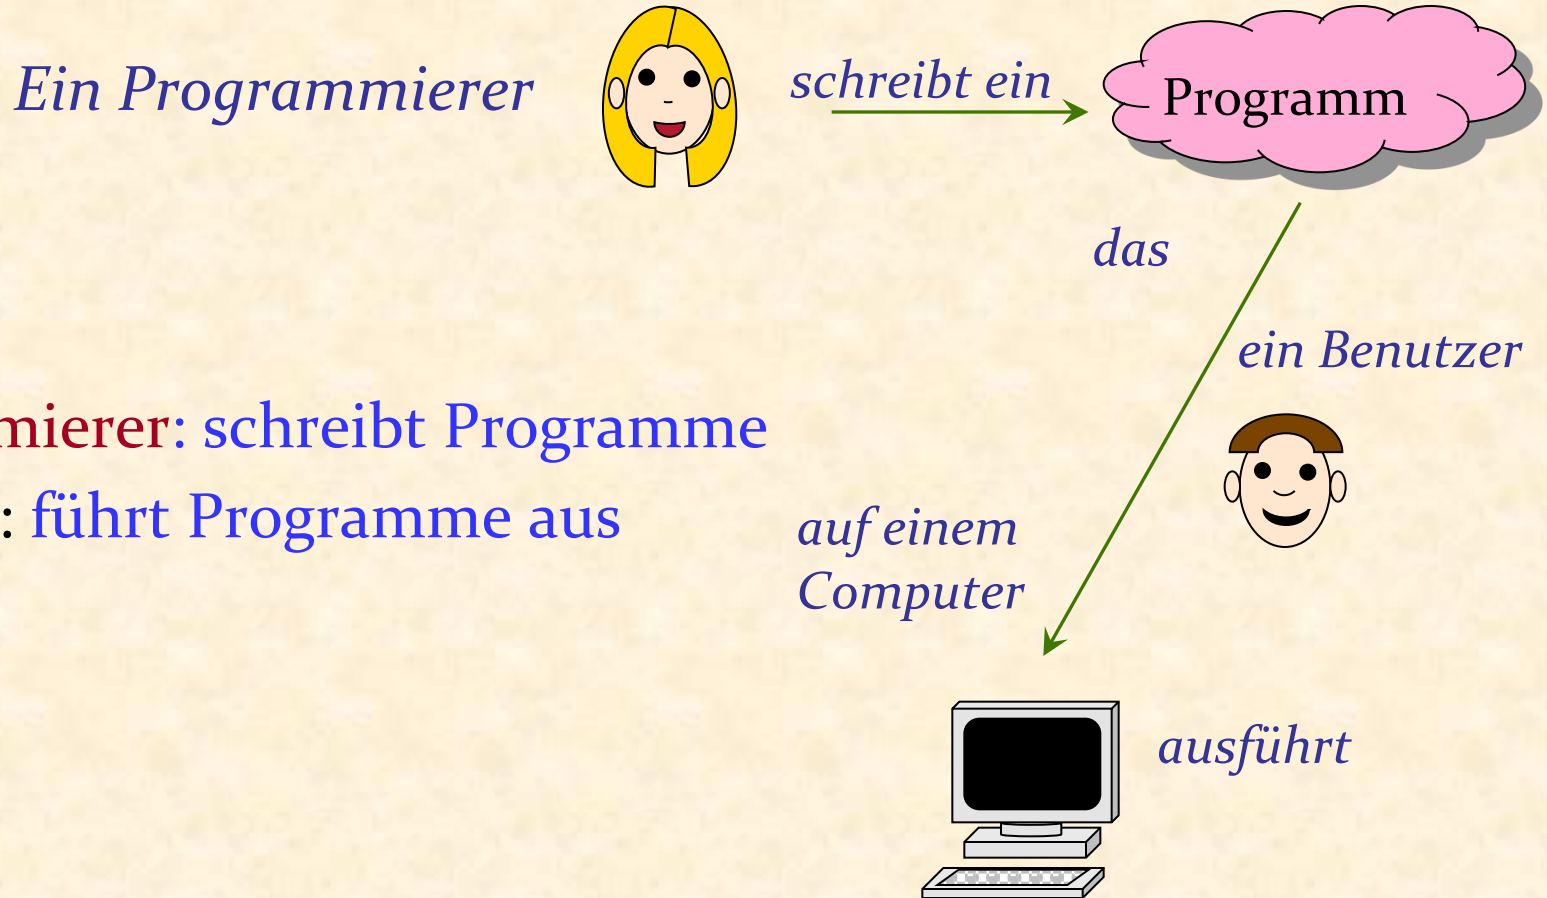 Ein Programmierer
schreibt ein
Programm
das
ein Benutzer
mierer: schreibt Programme
: führt Programme aus
auf einem
Computer
ausführt